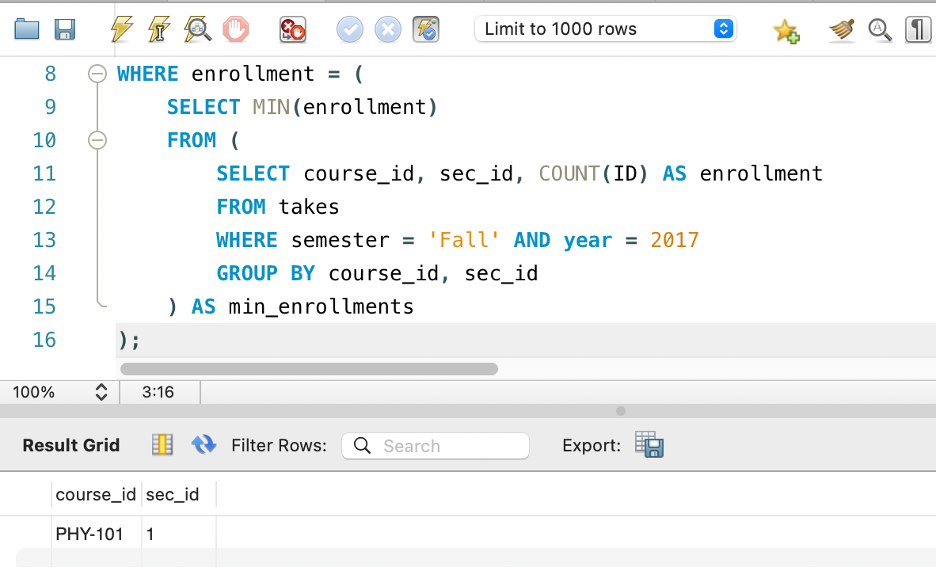 Limit to 1000 rows
8 WHERE enrollment = (
9 SELECT MIN(enrollment)
10 FROM (
11 SELECT course_id, sec_id, COUNT(ID) AS enrollment
12 FROM takes
13 WHERE semester = 'Fall' AND year = 2017
14 GROUP BY course_id, sec_id
15 ) AS min_enrollments
16 );
100% 3:16
Result Grid Filter Rows: Search Export:
course_id sec_id
PHY-101 1